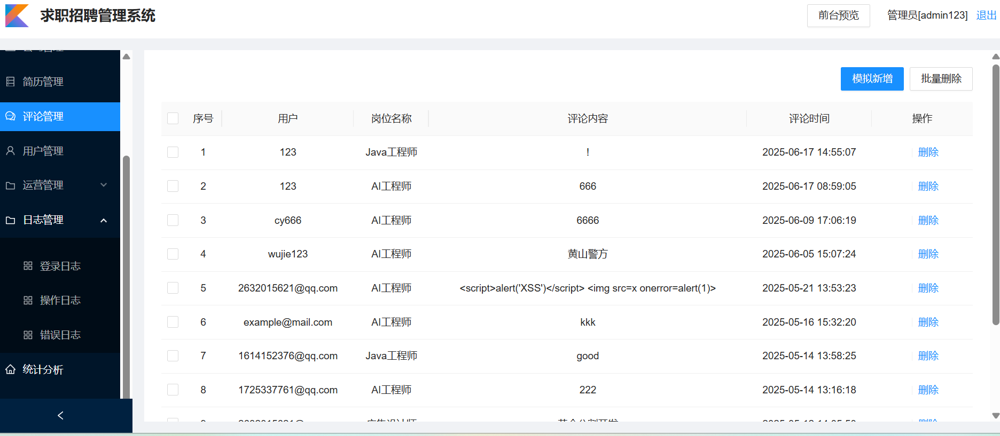 求职招聘管理系统
前台预览
管理员[admin123]
退出
简历管理
评论管理
用户管理
运营管理
日志管理
登录日志
操作日志
错误日志
统计分析
模拟新增
批量删除
序号 用户 岗位名称 评论内容 评论时间 操作
1 123 Java工程师 ! 2025-06-17 14:55:07 删除
2 123 AI工程师 666 2025-06-17 08:59:05 删除
3 cy666 AI工程师 6666 2025-06-09 17:06:19 删除
4 wujie123 AI工程师 黄山警方 2025-06-05 15:07:24 删除
5 2632015621@qq.com AI工程师 <script>alert('XSS')</script> <img src=x onerror=alert(1)> 2025-05-21 13:53:23 删除
6 example@mail.com AI工程师 kkk 2025-05-16 15:32:20 删除
7 1614152376@qq.com Java工程师 good 2025-05-14 13:58:25 删除
8 1725337761@qq.com AI工程师 222 2025-05-14 13:16:18 删除